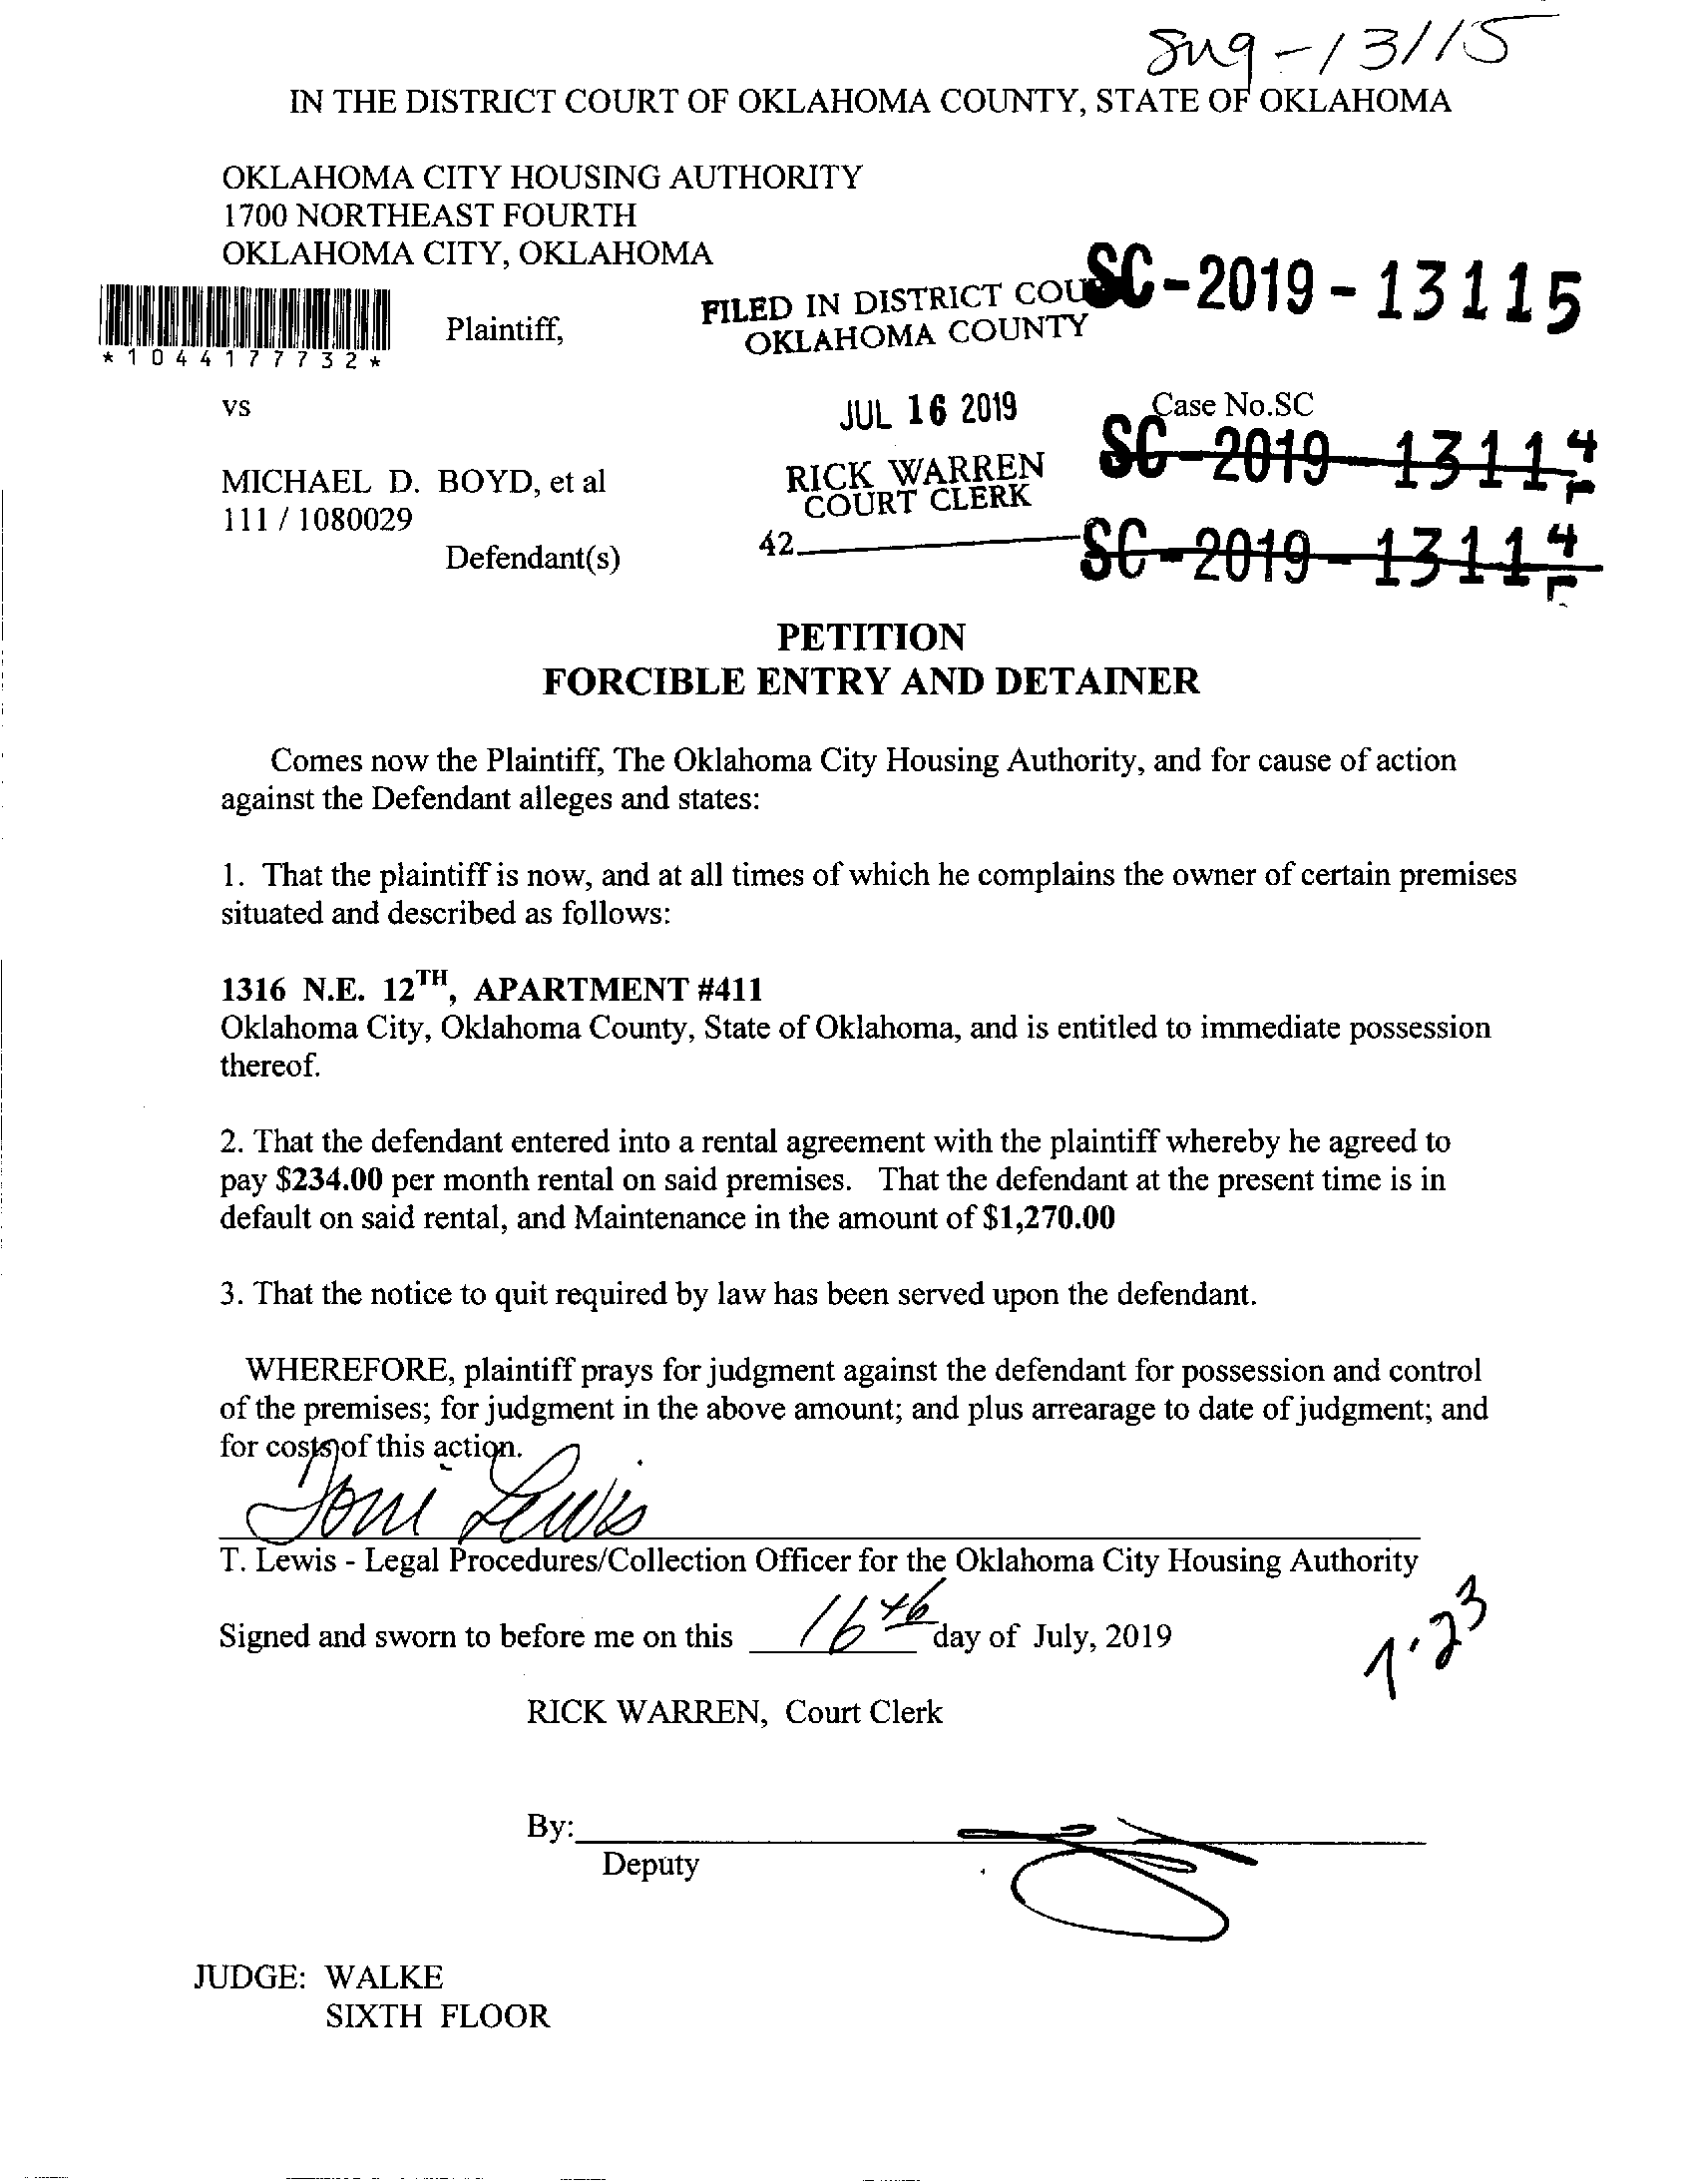 IN THE DISTRICT COURT OF OKLAHOMA COUNTY, STATE OF OKLAHOMA
OKLAHOMA CITY HOUSING AUTHORITY
1700 NORTHEAST FOURTH
OKLAHOMA CITY, OKLAHOMA
SC-2019-13115
FILED IN DISTRICT COU
OKLAHOMA COUNTY
Plaintiff,
*1044177732*
vs
JUL 16 2019
Case No.SC
SC-2019-1311
MICHAEL D. BOYD, et al
RICK WARREN
COURT CLERK
111 / 1080029
42
SC-2019-1311
Defendant(s)
PETITION
FORCIBLE ENTRY AND DETAINER
Comes now the Plaintiff, The Oklahoma City Housing Authority, and for cause of action
against the Defendant alleges and states:
1. That the plaintiff is now, and at all times of which he complains the owner of certain premises
situated and described as follows:
1316 N.E. 12TH, APARTMENT #411
Oklahoma City, Oklahoma County, State of Oklahoma, and is entitled to immediate possession
thereof.
2. That the defendant entered into a rental agreement with the plaintiff whereby he agreed to
pay $234.00 per month rental on said premises. That the defendant at the present time is in
default on said rental, and Maintenance in the amount of $1,270.00
3. That the notice to quit required by law has been served upon the defendant.
WHEREFORE, plaintiff prays for judgment against the defendant for possession and control
of the premises; for judgment in the above amount; and plus arrearage to date of judgment; and
for costs of this action.
Toni Lewis
T. Lewis - Legal Procedures/Collection Officer for the Oklahoma City Housing Authority
Signed and sworn to before me on this 16th day of July, 2019
RICK WARREN, Court Clerk
By:
Deputy
JUDGE: WALKE
SIXTH FLOOR